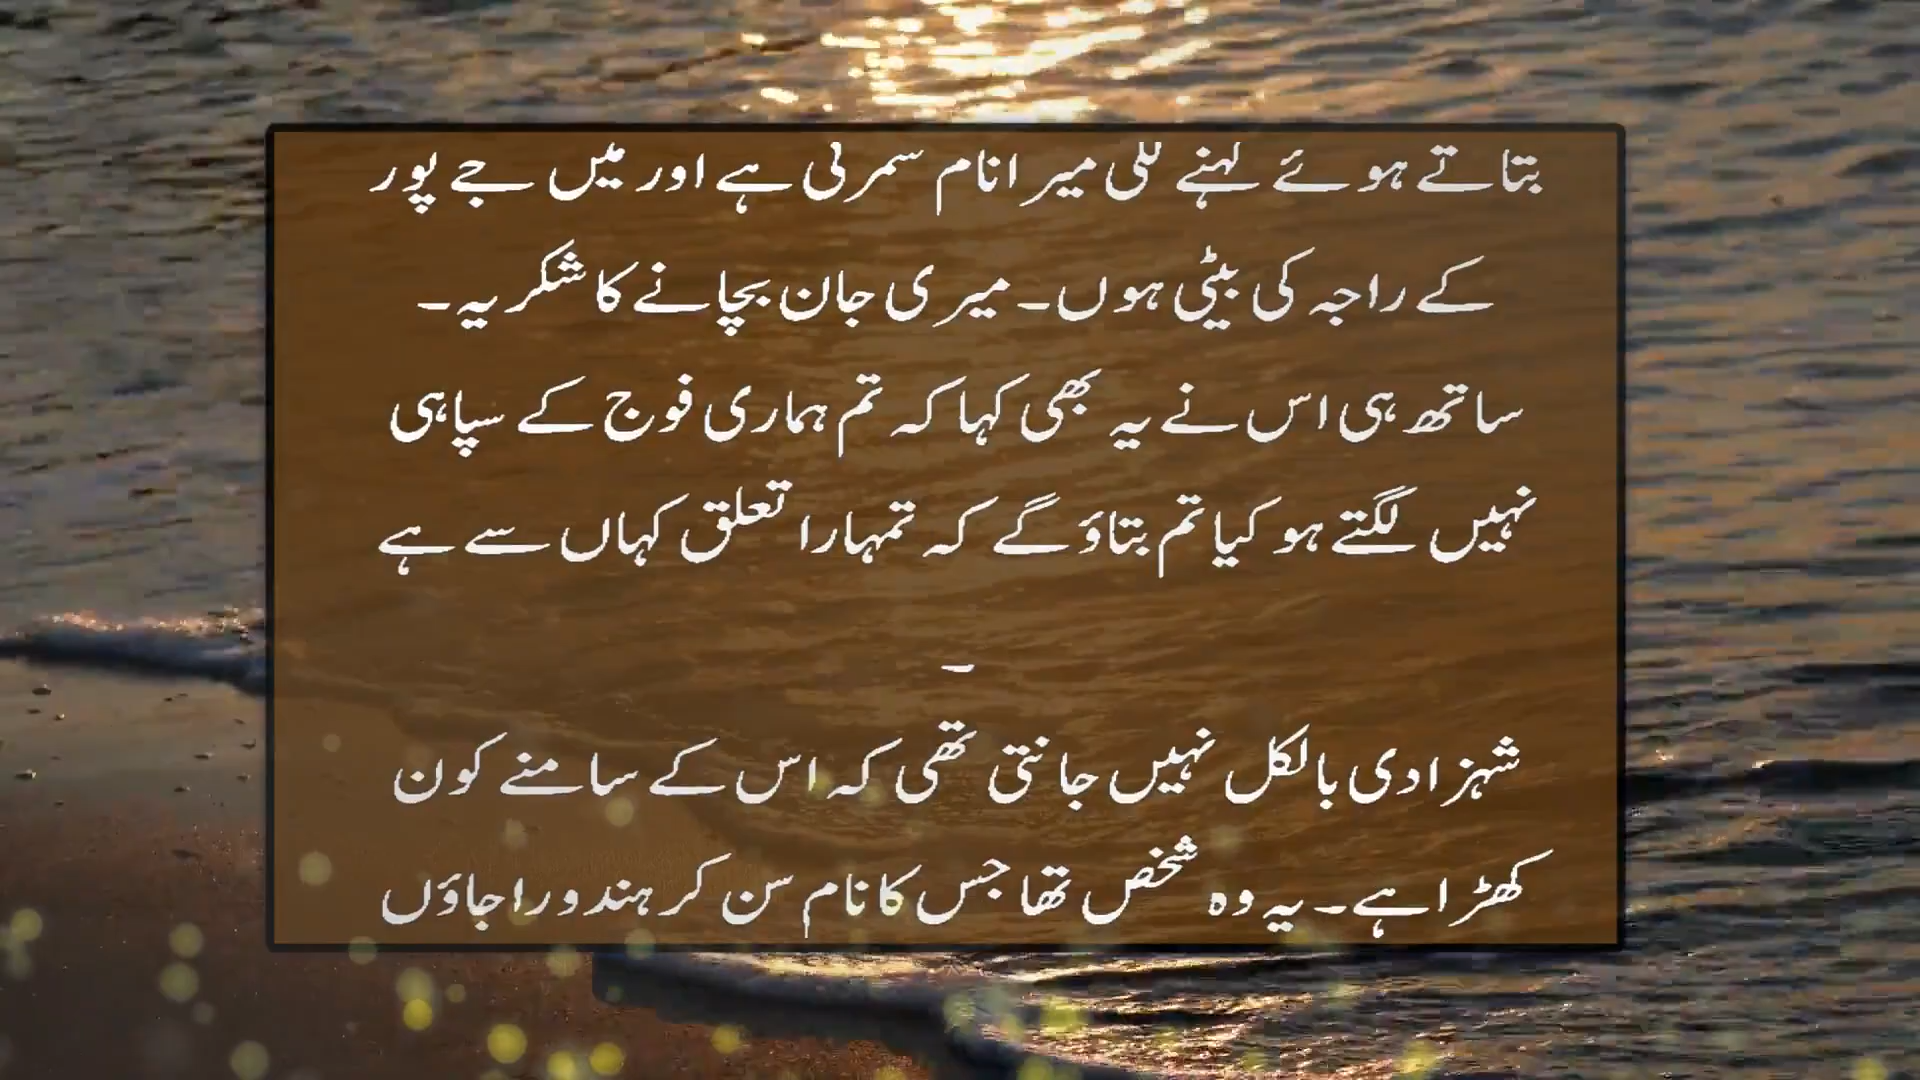 بتاتے ہوئے کہنے لگی میرا نام سمرتی ہے اور میں جے پور
کے راجہ کی بیٹی ہوں۔ میری جان بچانے کا شکریہ۔
ساتھ ہی اس نے یہ بھی کہا کہ تم ہماری فوج کے سپاہی
نہیں لگتے ہو کیا تم بتاؤ گے کہ تمہارا تعلق کہاں سے ہے
۔
شہزادی بالکل نہیں جانتی تھی کہ اس کے سامنے کون
کھڑا ہے۔ یہ وہ شخص تھا جس کا نام سن کر ہندو راجاؤں